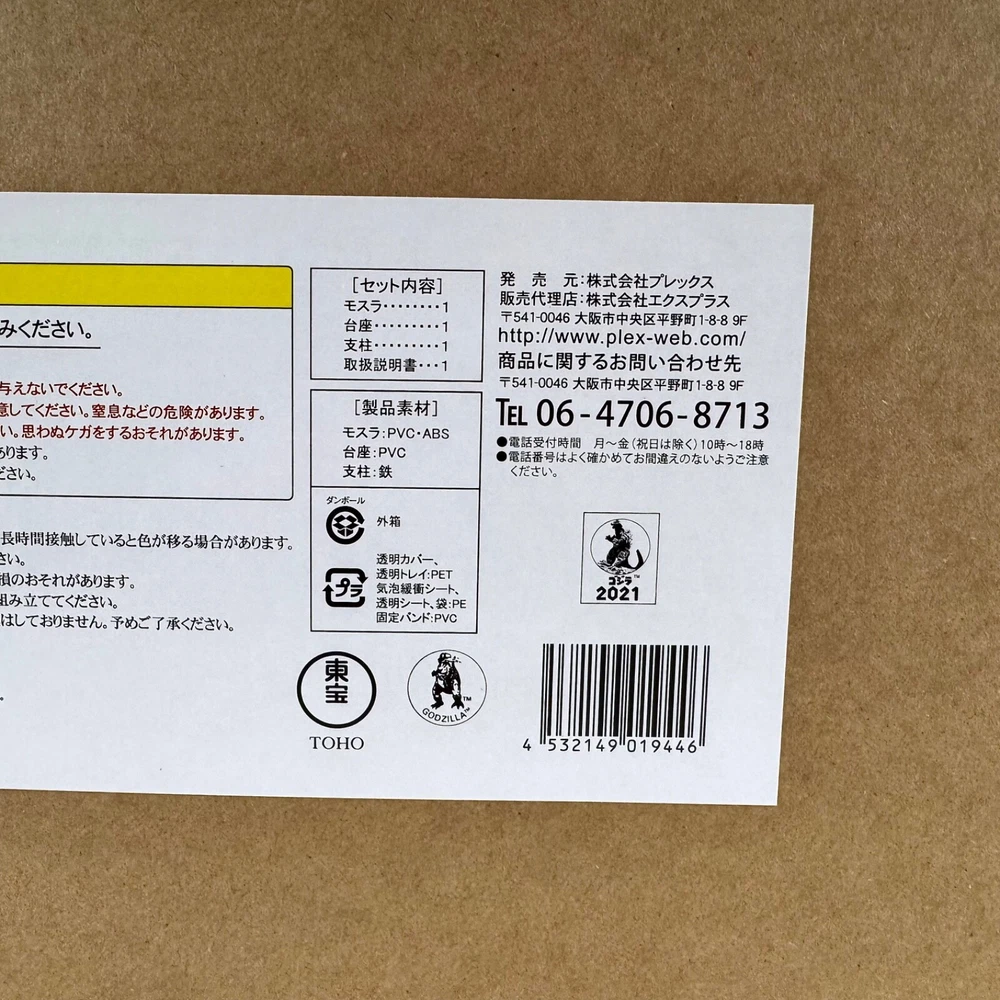 みください。
与えないでください。
意してください。窒息などの危険があります。
い。思わぬケガをするおそれがあります。
あります。
ださい。
長時間接触していると色が移る場合があります。
さい。
損のおそれがあります。
組み立ててください。
はしておりません。予めご了承ください。
[セット内容]
モスラ………1
台座………1
支柱………1
取扱説明書…1
[製品素材]
モスラ:PVC・ABS
台座:PVC
支柱:鉄
ダンボール
外箱
プラ
透明カバー、
透明トレイ:PET
気泡緩衝シート、
透明シート、袋:PE
固定バンド:PVC
東宝
TOHO
GODZILLA™
TM
発売元:株式会社プレックス
販売代理店:株式会社エクスプラス
〒541-0046 大阪市中央区平野町1-8-8 9F
http://www.plex-web.com/
商品に関するお問い合わせ先
〒541-0046 大阪市中央区平野町1-8-8 9F
TEL 06-4706-8713
●電話受付時間 月〜金(祝日は除く)10時〜18時
●電話番号はよく確かめてお間違えのないようご注意
ください。
ゴジラ™
2021
4 532149 019446